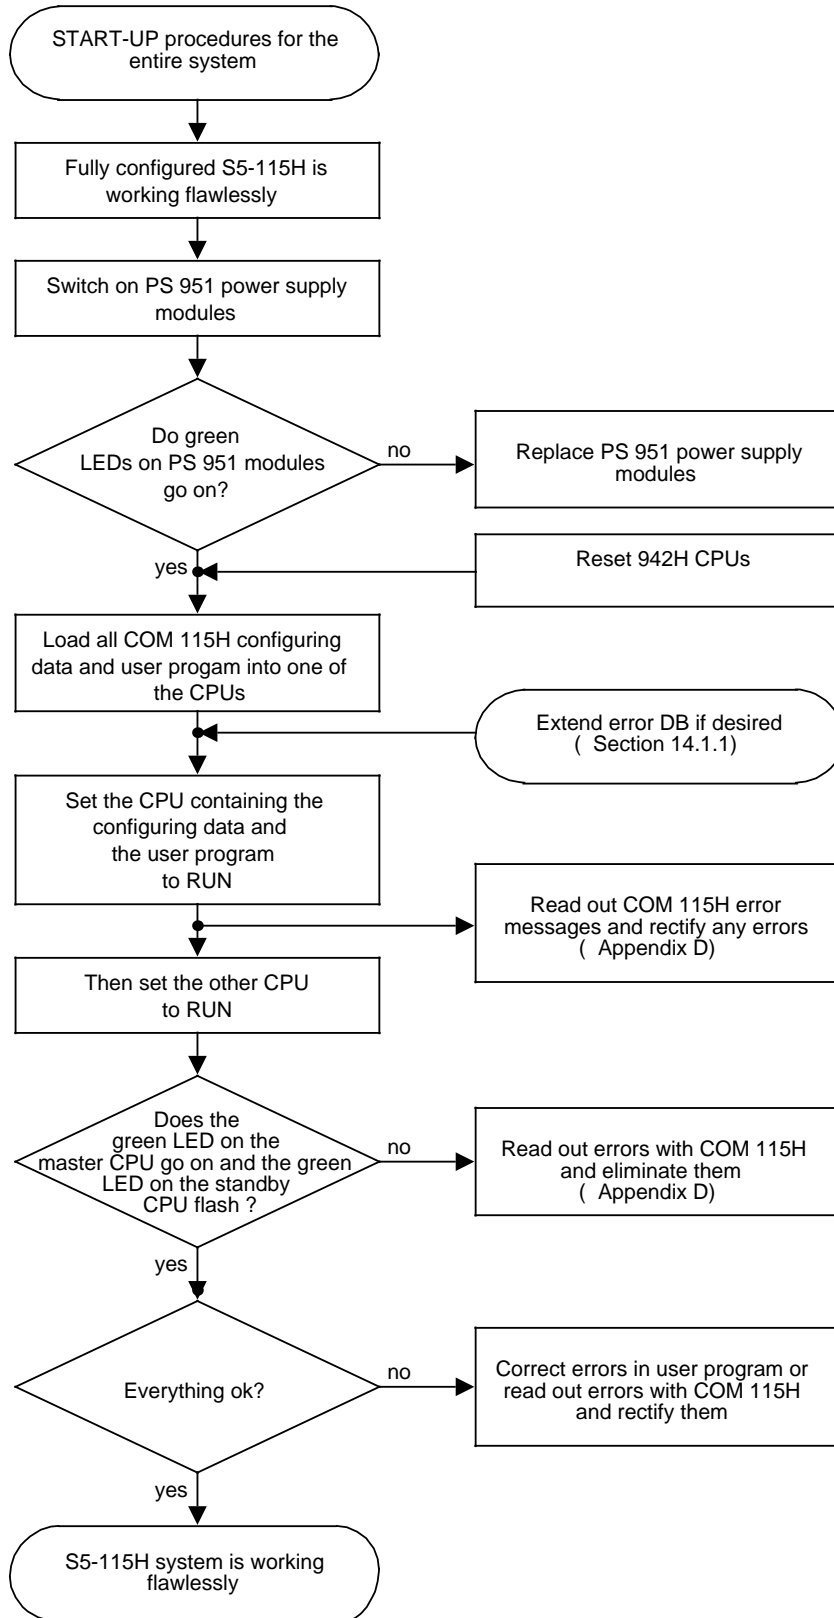 START-UP procedures for the
entire system
Fully configured S5-115H is
working flawlessly
Switch on PS 951 power supply
modules
Do green
LEDs on PS 951 modules
go on?
no
Replace PS 951 power supply
modules
yes
Reset 942H CPUs
Load all COM 115H configuring
data and user progam into one of
the CPUs
Extend error DB if desired
( Section 14.1.1)
Set the CPU containing the
configuring data and
the user program
to RUN
Read out COM 115H error
messages and rectify any errors
( Appendix D)
Then set the other CPU
to RUN
Does the
green LED on the
master CPU go on and the green
LED on the standby
CPU flash ?
no
Read out errors with COM 115H
and eliminate them
( Appendix D)
yes
Everything ok?
no
Correct errors in user program or
read out errors with COM 115H
and rectify them
yes
S5-115H system is working
flawlessly